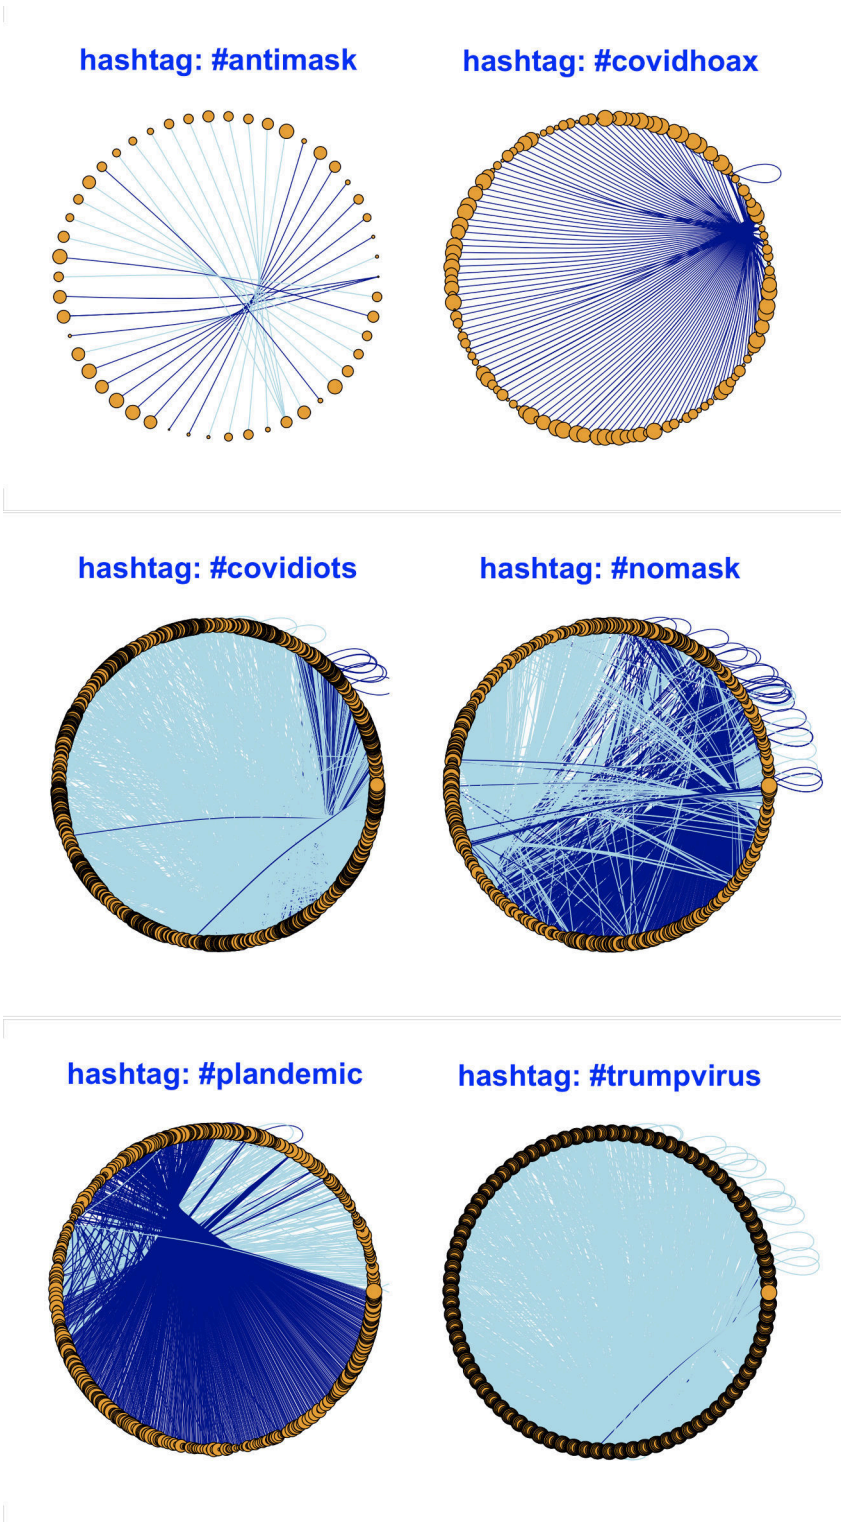 hashtag: #antimask
hashtag: #covidhoax
hashtag: #covidiots
hashtag: #nomask
hashtag: #plandemic
hashtag: #trumpvirus